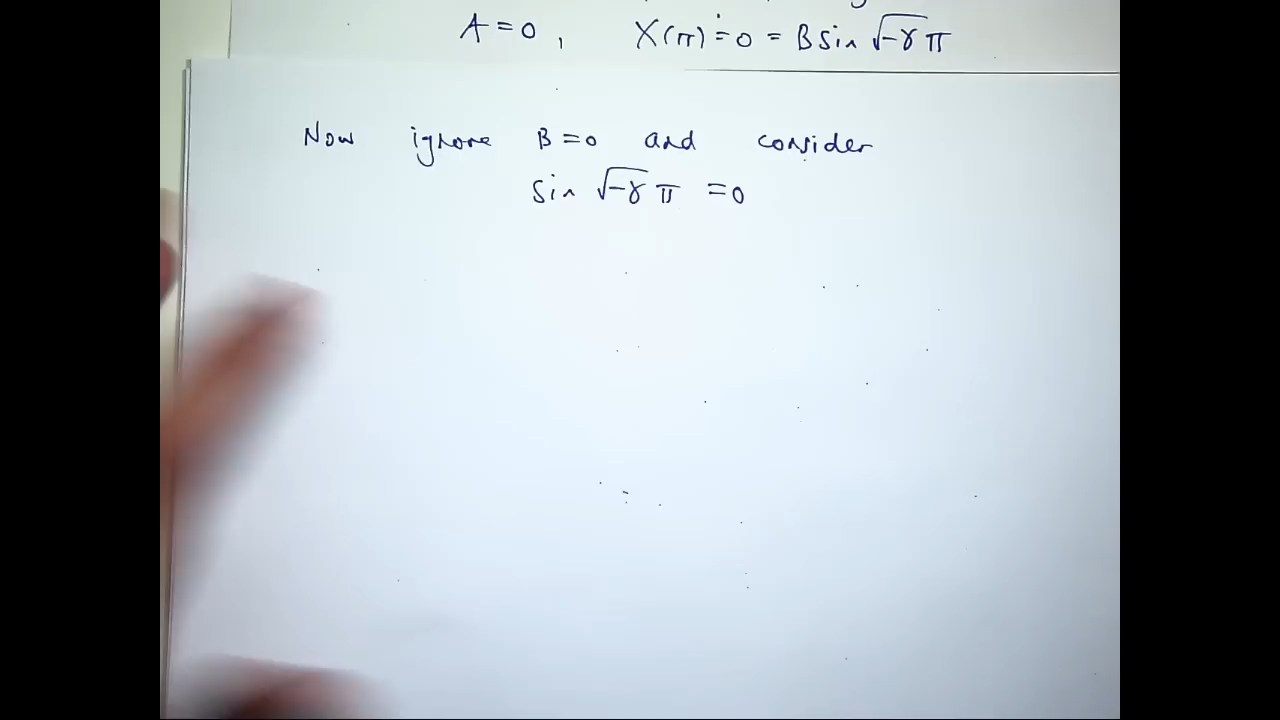 A = 0 , X(π) = 0 = B sin √-γ π
Now ignore B = 0 and consider
sin √-γ π = 0